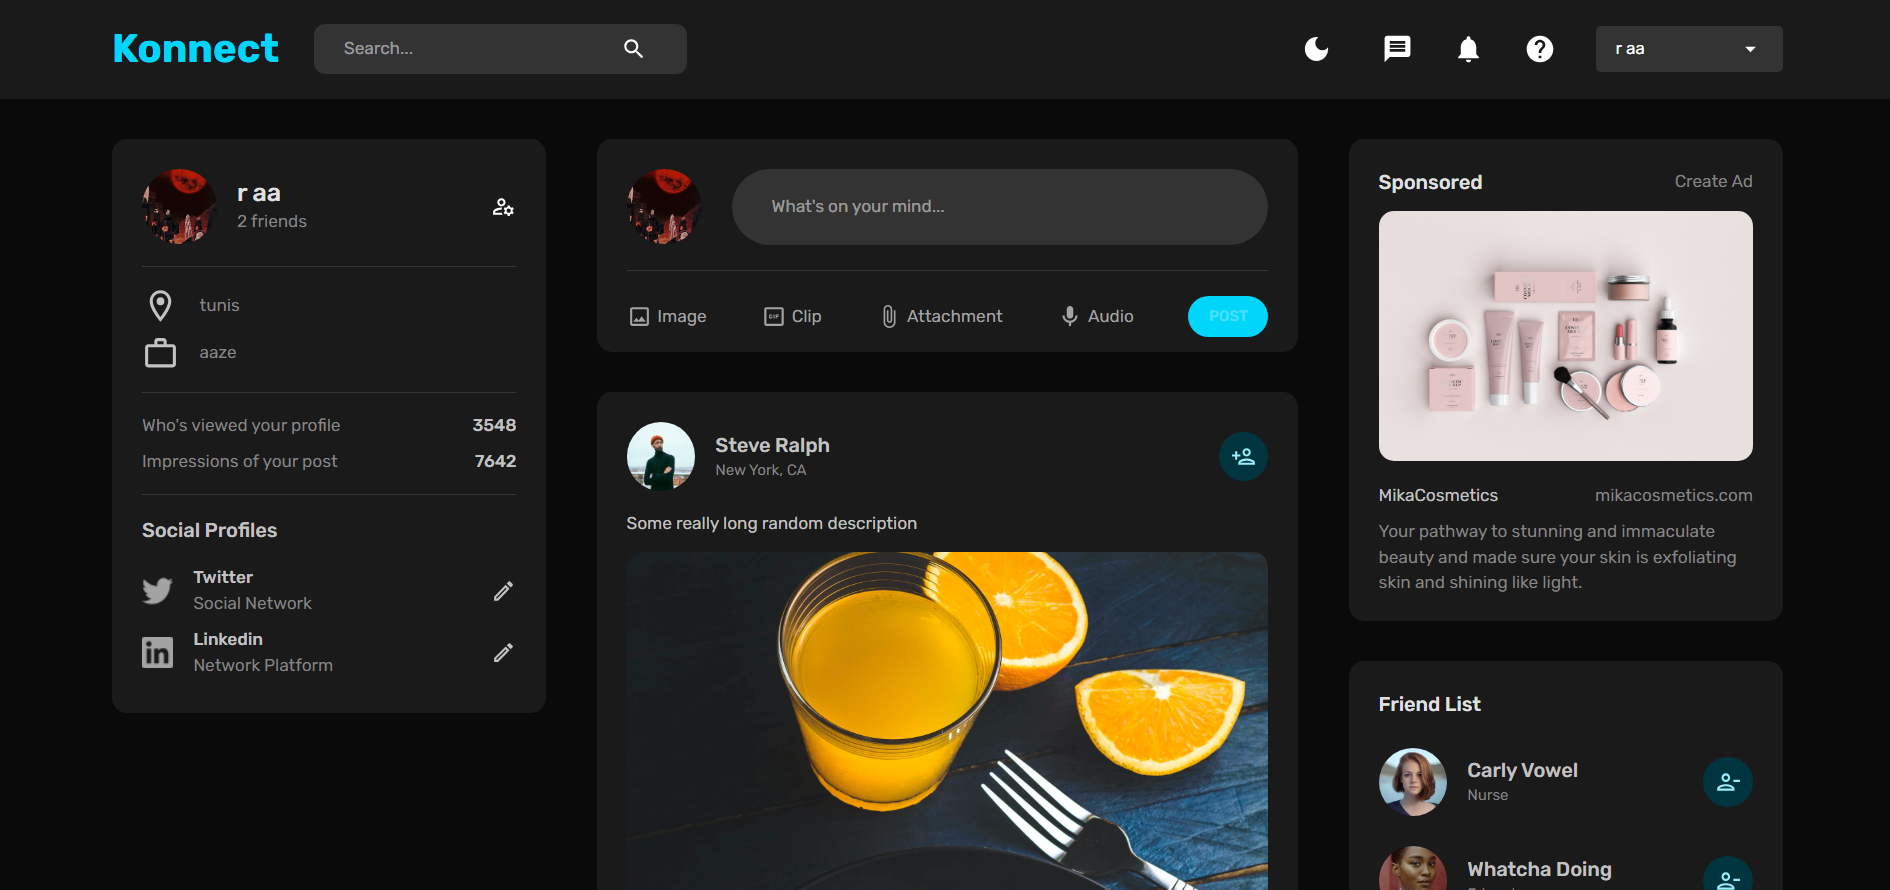 Konnect
Search...
r aa
r aa
2 friends
tunis
aaze
Who's viewed your profile 3548
Impressions of your post 7642
Social Profiles
Twitter
Social Network
Linkedin
Network Platform
What's on your mind...
Image Clip Attachment Audio POST
Steve Ralph
New York, CA
Some really long random description
Sponsored Create Ad
MikaCosmetics mikacosmetics.com
Your pathway to stunning and immaculate
beauty and made sure your skin is exfoliating
skin and shining like light.
Friend List
Carly Vowel
Nurse
Whatcha Doing